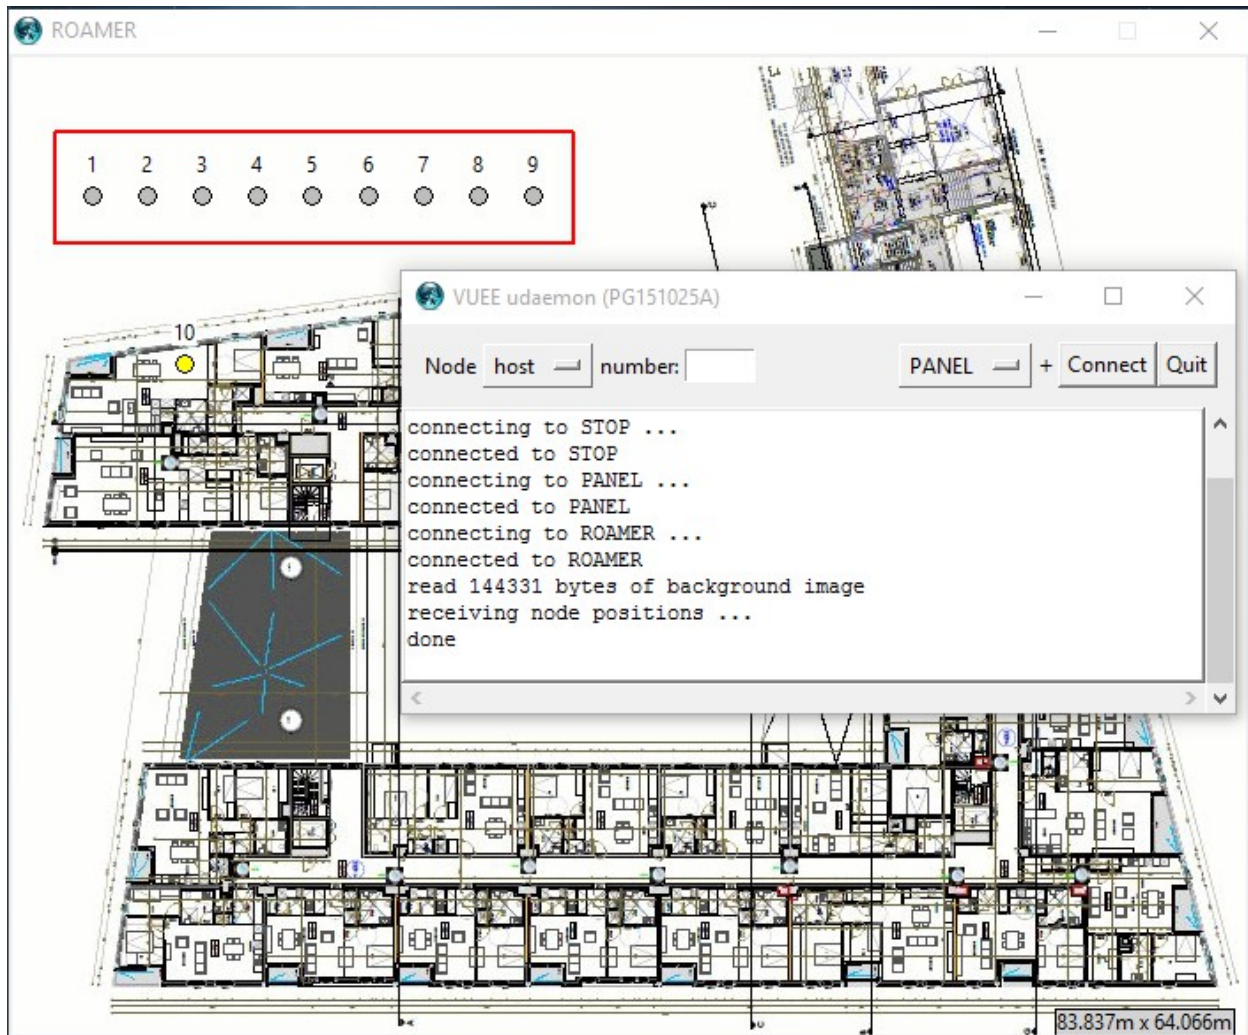 ROAMER
1 2 3 4 5 6 7 8 9
VUEE udaemon (PG151025A)
10
Node host number: PANEL + Connect Quit
connecting to STOP ...
connected to STOP
connecting to PANEL ...
connected to PANEL
connecting to ROAMER ...
connected to ROAMER
read 144331 bytes of background image
receiving node positions ...
done
83.837m x 64.066m